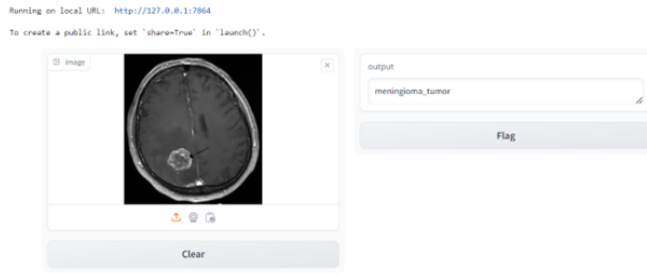 Running on local URL:  http://127.0.0.1:7864
To create a public link, set `share=True` in `launch()`.
image
output
meningioma_tumor
Flag
Clear